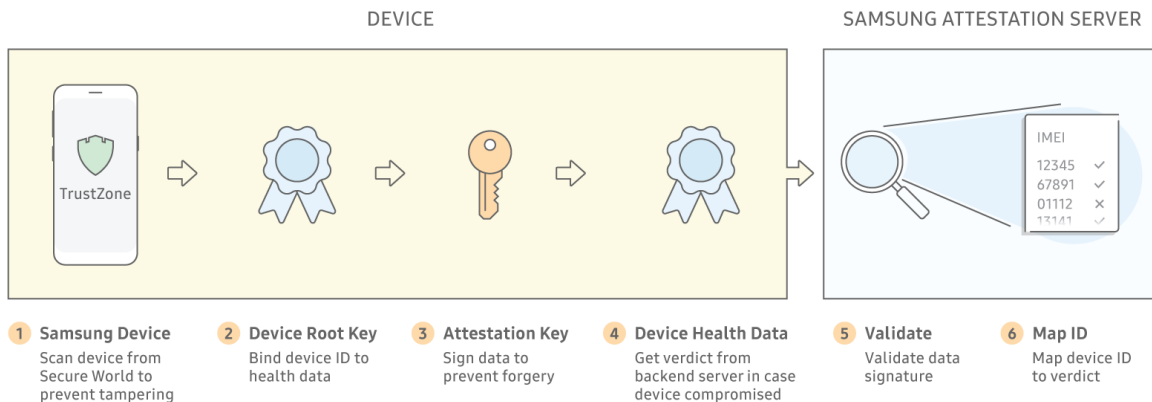 DEVICE
SAMSUNG ATTESTATION SERVER
TrustZone
IMEI
12345
67891
01112
13141
1 Samsung Device
Scan device from
Secure World to
prevent tampering
2 Device Root Key
Bind device ID to
health data
3 Attestation Key
Sign data to
prevent forgery
4 Device Health Data
Get verdict from
backend server in case
device compromised
5 Validate
Validate data
signature
6 Map ID
Map device ID
to verdict